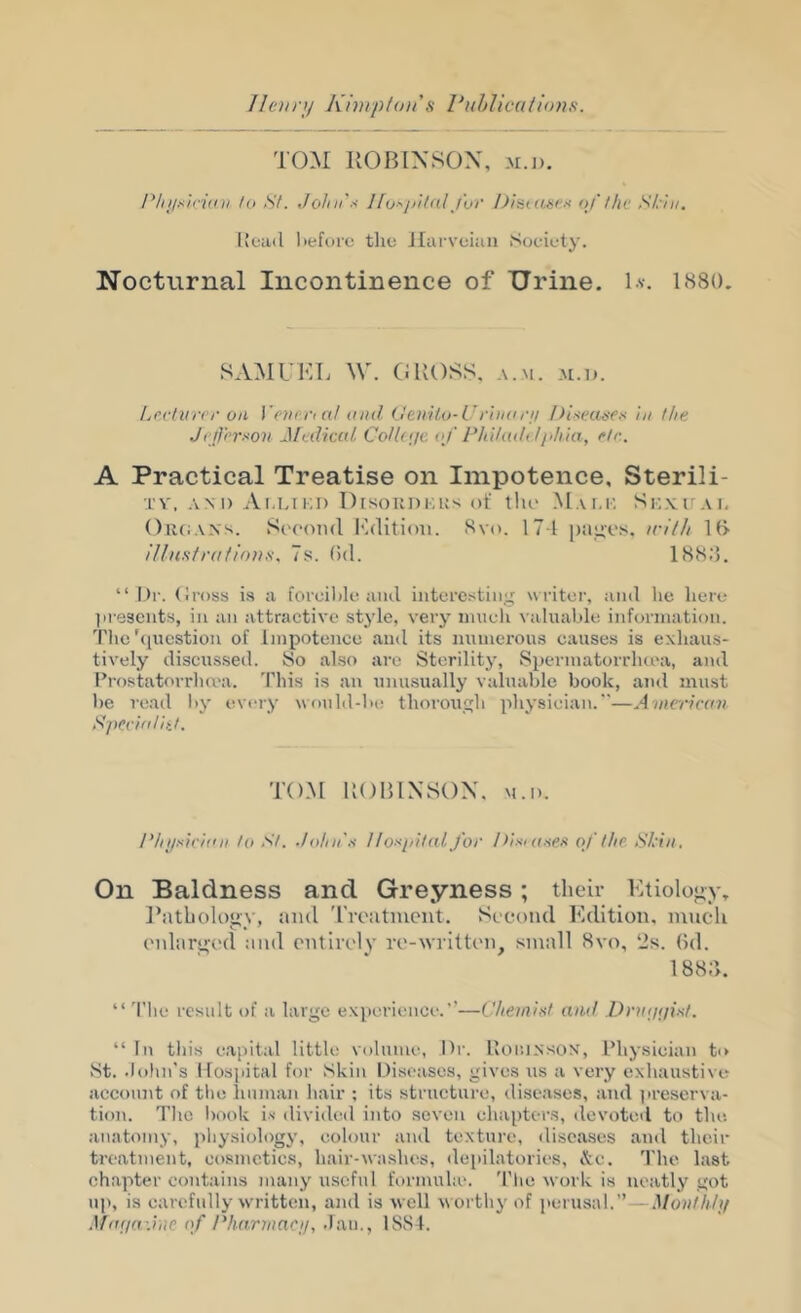 Henry Kimpton's Publications.
TOM ROBINSON, M.D.
Physician to St. John's Hospital for Diseases of the Skin.
Read before the Harveian Society.
Nocturnal Incontinence of Urine. 1s. 1880.
SAMUEL W. GROSS, A.M. M.D.
Lecturer on Venereal and Genito-Urinary Diseases in the
Jefferson Medical College of Philadelphia, etc.
A Practical Treatise on Impotence, Sterili-
TY, AND ALLIED DISORDERS of the MALE SEXUAL
ORGANS. Second Edition. 8vo. 174 pages, with 16
illustrations, 7s. 6d. 1883.
“Dr. Gross is a forcible and interesting writer, and he here
presents, in an attractive style, very much valuable information.
The question of Impotence and its numerous causes is exhaus-
tively discussed. So also are Sterility, Spermatorrhœa, and
Prostatorrhœa. This is an unusually valuable book, and must
be read by every would-be thorough physician.”—American
Specialist.
TOM ROBINSON, M.D.
Physician to St. John's Hospital for Diseases of the Skin.
On Baldness and Greyness; their Etiology,
Pathology, and Treatment. Second Edition, much
enlarged and entirely re-written, small 8vo, 2s. 6d.
1883.
“The result of a large experience.”—Chemist and Druggist.
“In this capital little volume, Dr. ROBINSON, Physician to
St. John's Hospital for Skin Diseases, gives us a very exhaustive
account of the human hair; its structure, diseases, and preserva-
tion. The book is divided into seven chapters, devoted to the
anatomy, physiology, colour and texture, diseases and their
treatment, cosmetics, hair-washes, depilatories, &c. The last
chapter contains many useful formulæ. The work is neatly got
up, is carefully written, and is well worthy of perusal.”—Monthly
Magazine of Pharmacy, Jan., 1884.